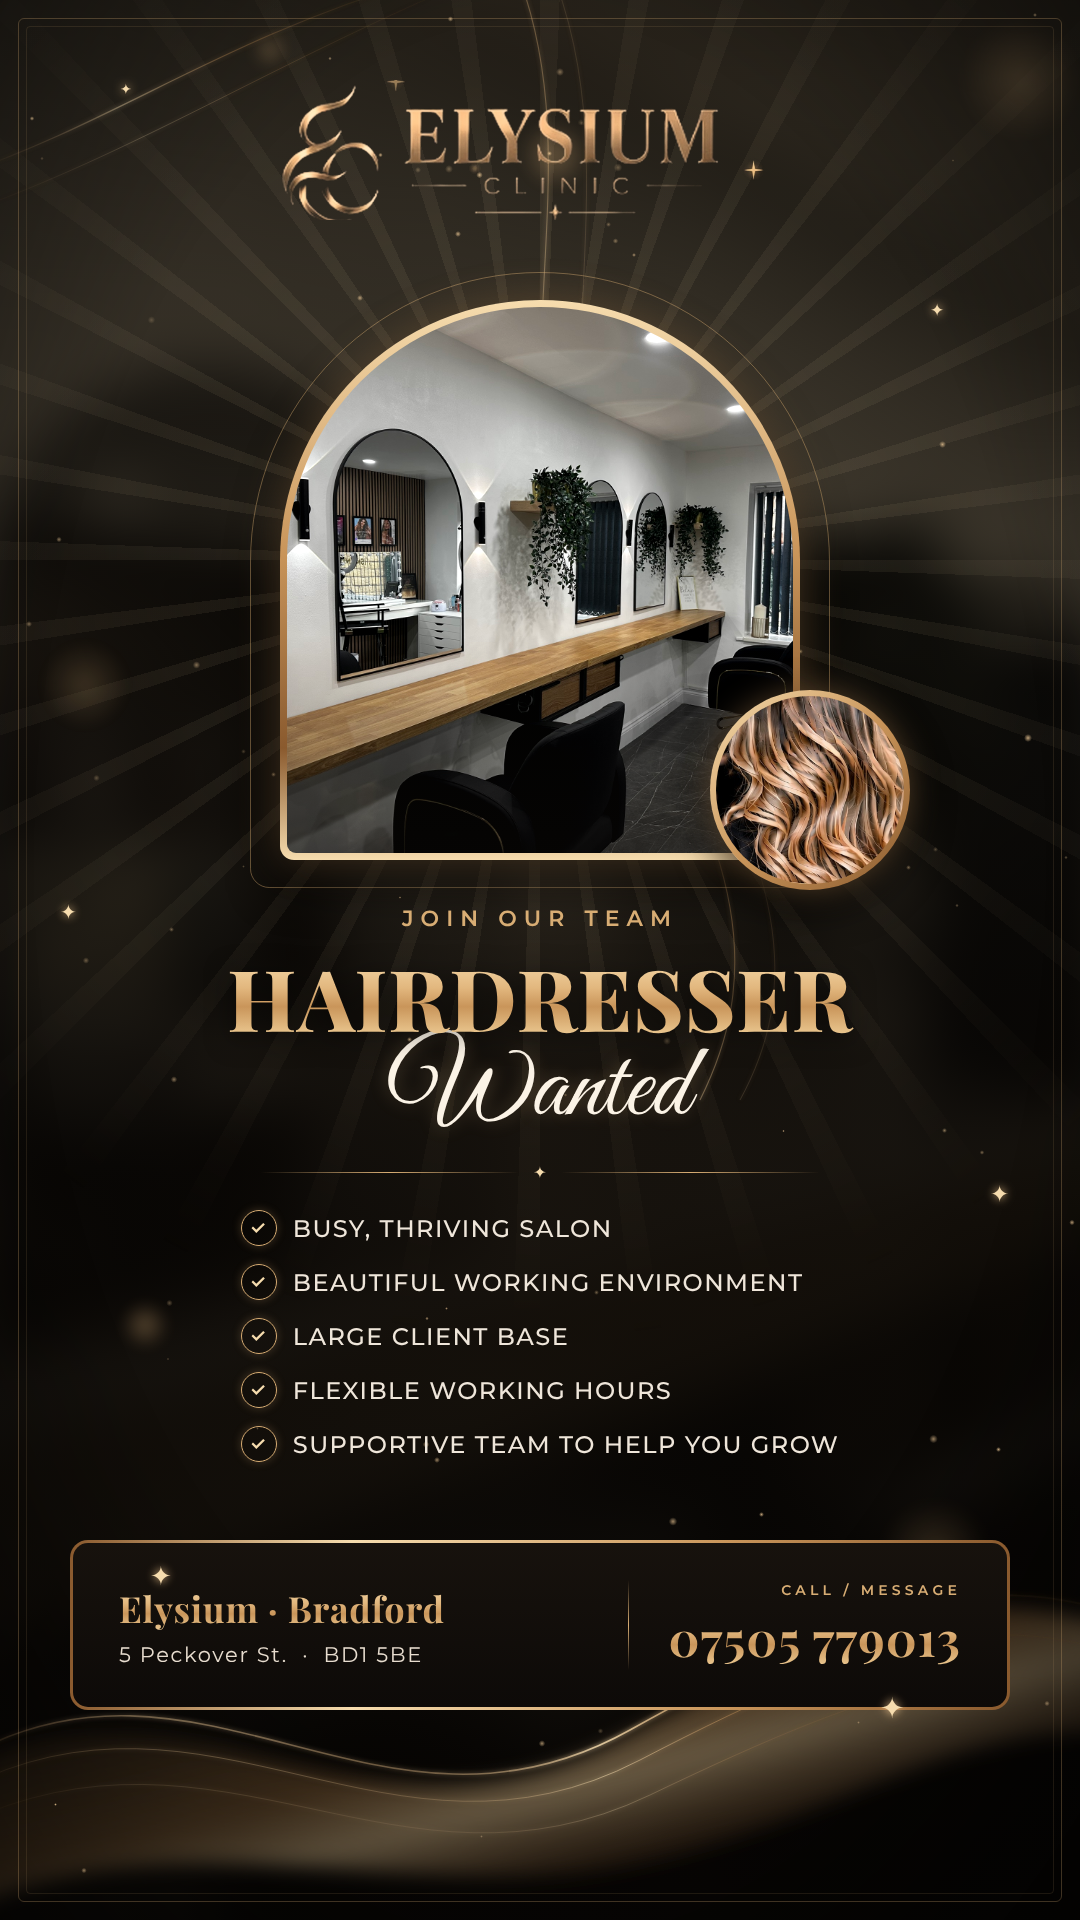 ELYSIUM
CLINIC
JOIN OUR TEAM
HAIRDRESSER
Wanted
BUSY, THRIVING SALON
BEAUTIFUL WORKING ENVIRONMENT
LARGE CLIENT BASE
FLEXIBLE WORKING HOURS
SUPPORTIVE TEAM TO HELP YOU GROW
Elysium · Bradford
5 Peckover St. · BD1 5BE
CALL / MESSAGE
07505 779013